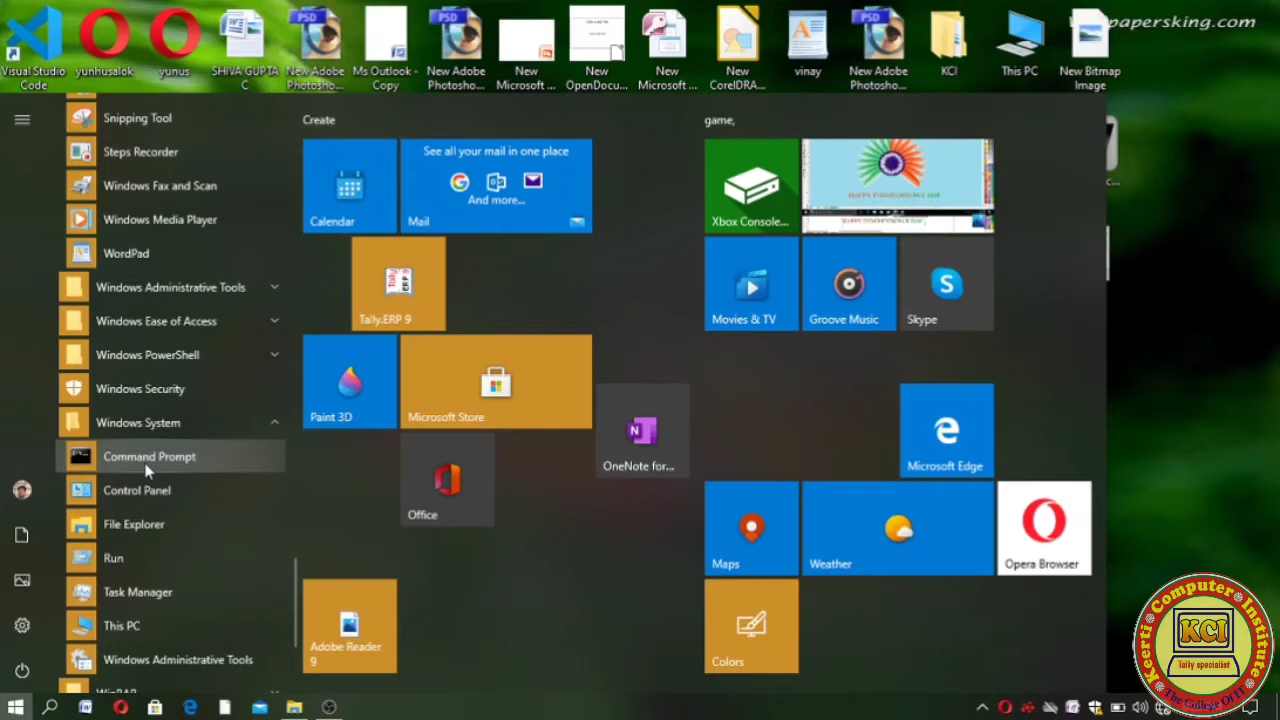 Wallpapersking.com
Visual Studio
Code
yunhusalok
yunus
SHIVA GUPTA
C
New Adobe
Photosho...
Ms Outlook -
Copy
New Adobe
Photosho...
New
Microsoft ...
New
OpenDocu...
New
Microsoft ...
New
CorelDRA...
vinay
New Adobe
Photosho...
KCI
This PC
New Bitmap
Image
Snipping Tool
Steps Recorder
Windows Fax and Scan
Windows Media Player
WordPad
Windows Administrative Tools
Windows Ease of Access
Windows PowerShell
Windows Security
Windows System
Command Prompt
Control Panel
File Explorer
Run
Task Manager
This PC
Windows Administrative Tools
WinRAR
Create
Calendar
See all your mail in one place
And more...
Mail
Tally.ERP 9
Paint 3D
Microsoft Store
OneNote for...
Office
Adobe Reader
9
game,
Xbox Console...
Movies & TV
Groove Music
Skype
Microsoft Edge
Maps
Weather
Opera Browser
Colors
Keerti Computer Institute
KCI
Tally specialist
The College Of IT